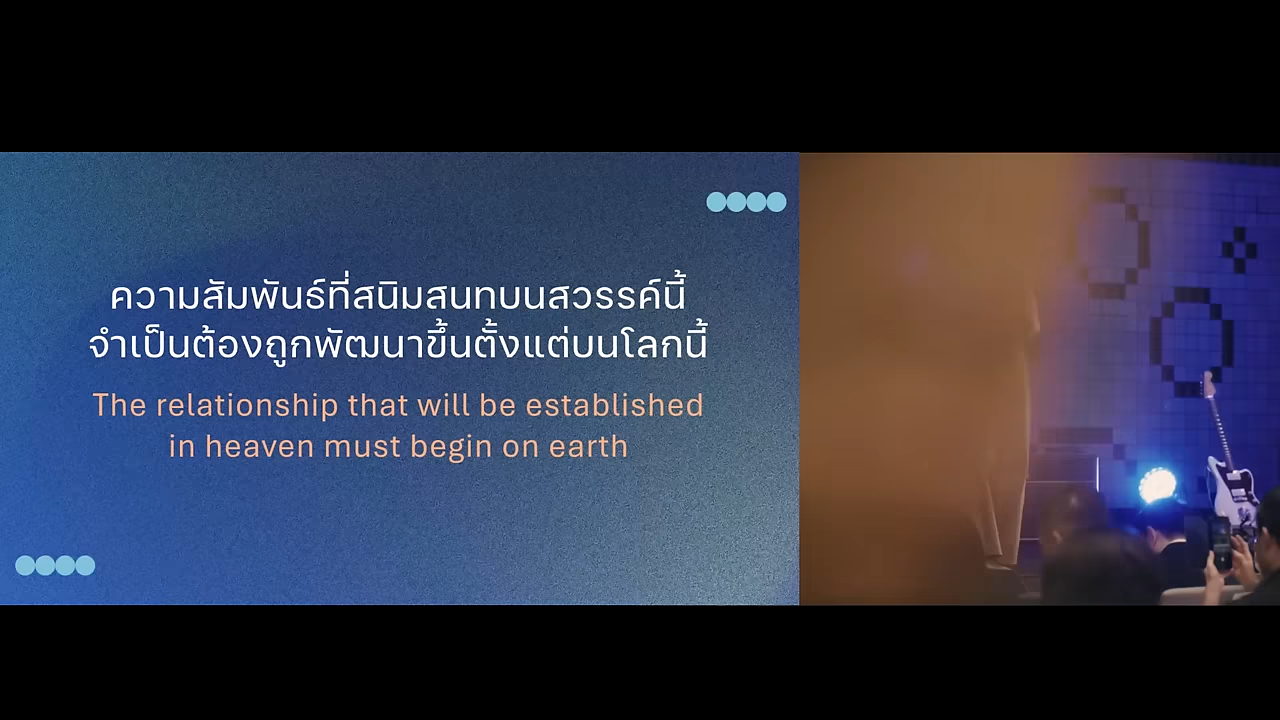 ความสัมพันธ์ที่สนิมสนทบนสวรรค์นี้
จำเป็นต้องถูกพัฒนาขึ้นตั้งแต่บนโลกนี้
The relationship that will be established
in heaven must begin on earth